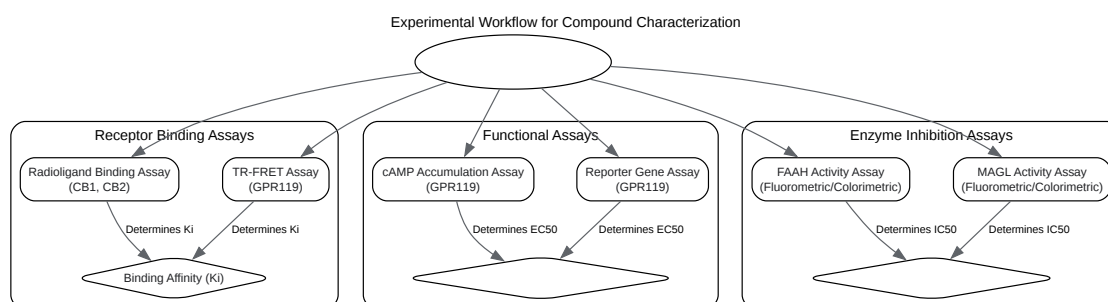 Experimental Workflow for Compound Characterization
Receptor Binding Assays
Functional Assays
Enzyme Inhibition Assays
Radioligand Binding Assay
(CB1, CB2)
TR-FRET Assay
(GPR119)
cAMP Accumulation Assay
(GPR119)
Reporter Gene Assay
(GPR119)
FAAH Activity Assay
(Fluorometric/Colorimetric)
MAGL Activity Assay
(Fluorometric/Colorimetric)
Determines Ki
Determines Ki
Determines EC50
Determines EC50
Determines IC50
Determines IC50
Binding Affinity (Ki)